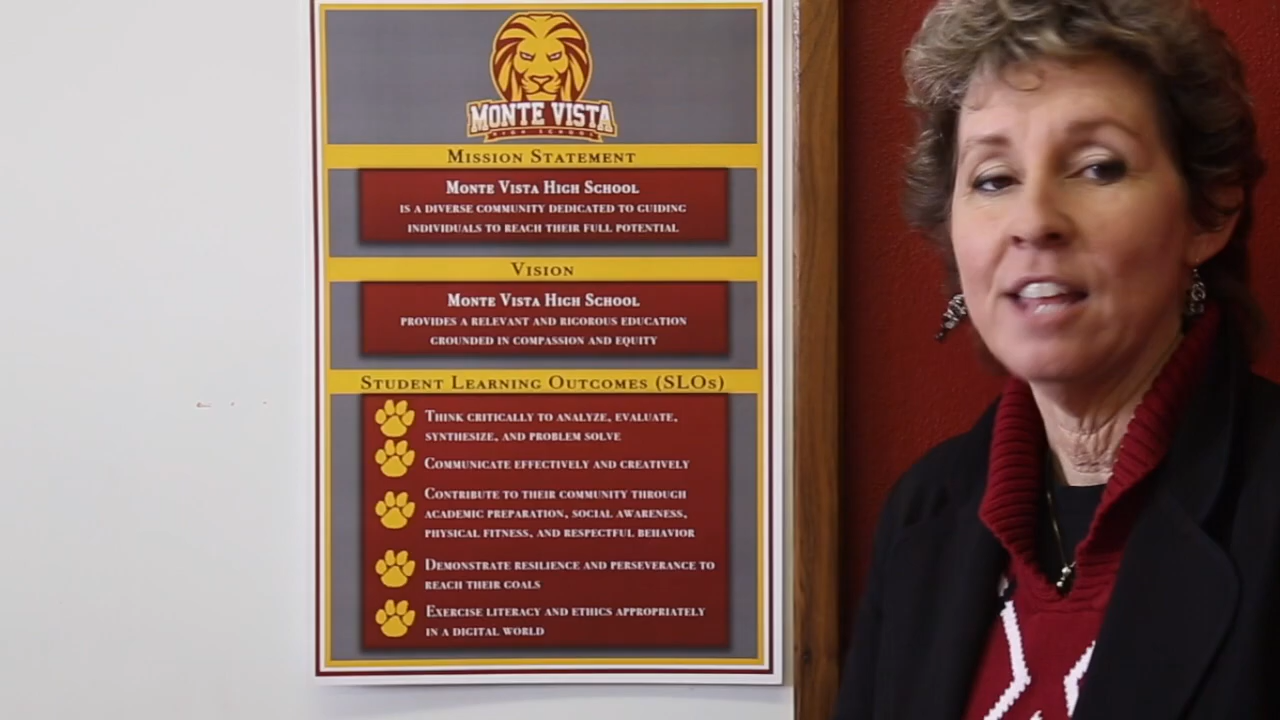 MONTE VISTA
HIGH SCHOOL
MISSION STATEMENT
MONTE VISTA HIGH SCHOOL
IS A DIVERSE COMMUNITY DEDICATED TO GUIDING
INDIVIDUALS TO REACH THEIR FULL POTENTIAL
VISION
MONTE VISTA HIGH SCHOOL
PROVIDES A RELEVANT AND RIGOROUS EDUCATION
GROUNDED IN COMPASSION AND EQUITY
STUDENT LEARNING OUTCOMES (SLOs)
THINK CRITICALLY TO ANALYZE, EVALUATE,
SYNTHESIZE, AND PROBLEM SOLVE
COMMUNICATE EFFECTIVELY AND CREATIVELY
CONTRIBUTE TO THEIR COMMUNITY THROUGH
ACADEMIC PREPARATION, SOCIAL AWARENESS,
PHYSICAL FITNESS, AND RESPECTFUL BEHAVIOR
DEMONSTRATE RESILIENCE AND PERSEVERANCE TO
REACH THEIR GOALS
EXERCISE LITERACY AND ETHICS APPROPRIATELY
IN A DIGITAL WORLD